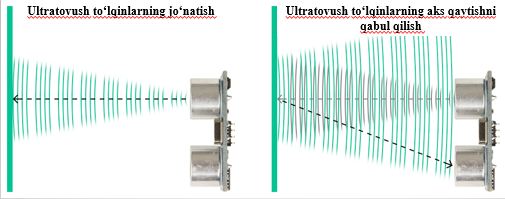 Ultratovush to‘lqinlarning jo‘natish
Ultratovush to‘lqinlarning aks qavtishni
qabul qilish